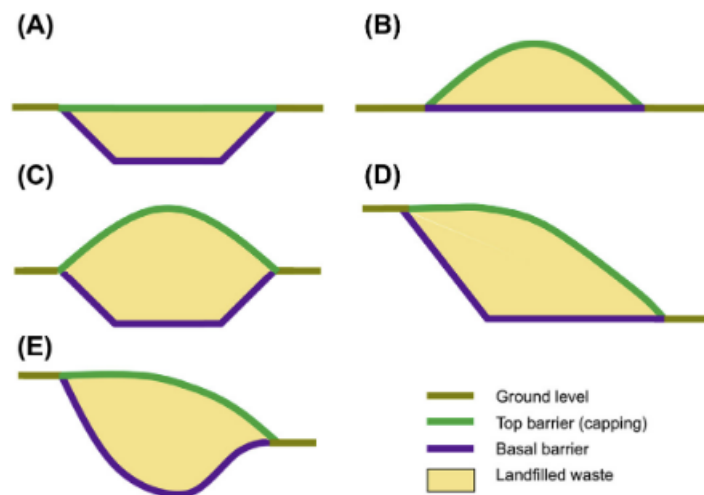 (A)
(B)
(C)
(D)
(E)
Ground level
Top barrier (capping)
Basal barrier
Landfilled waste